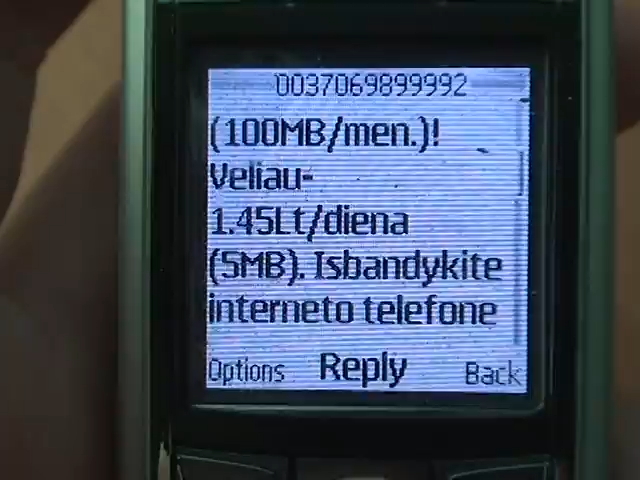 0037069899992
(100MB/men.)!
Veliau-
1.45Lt/diena
(5MB). Isbandykite
interneto telefone
Options Reply Back